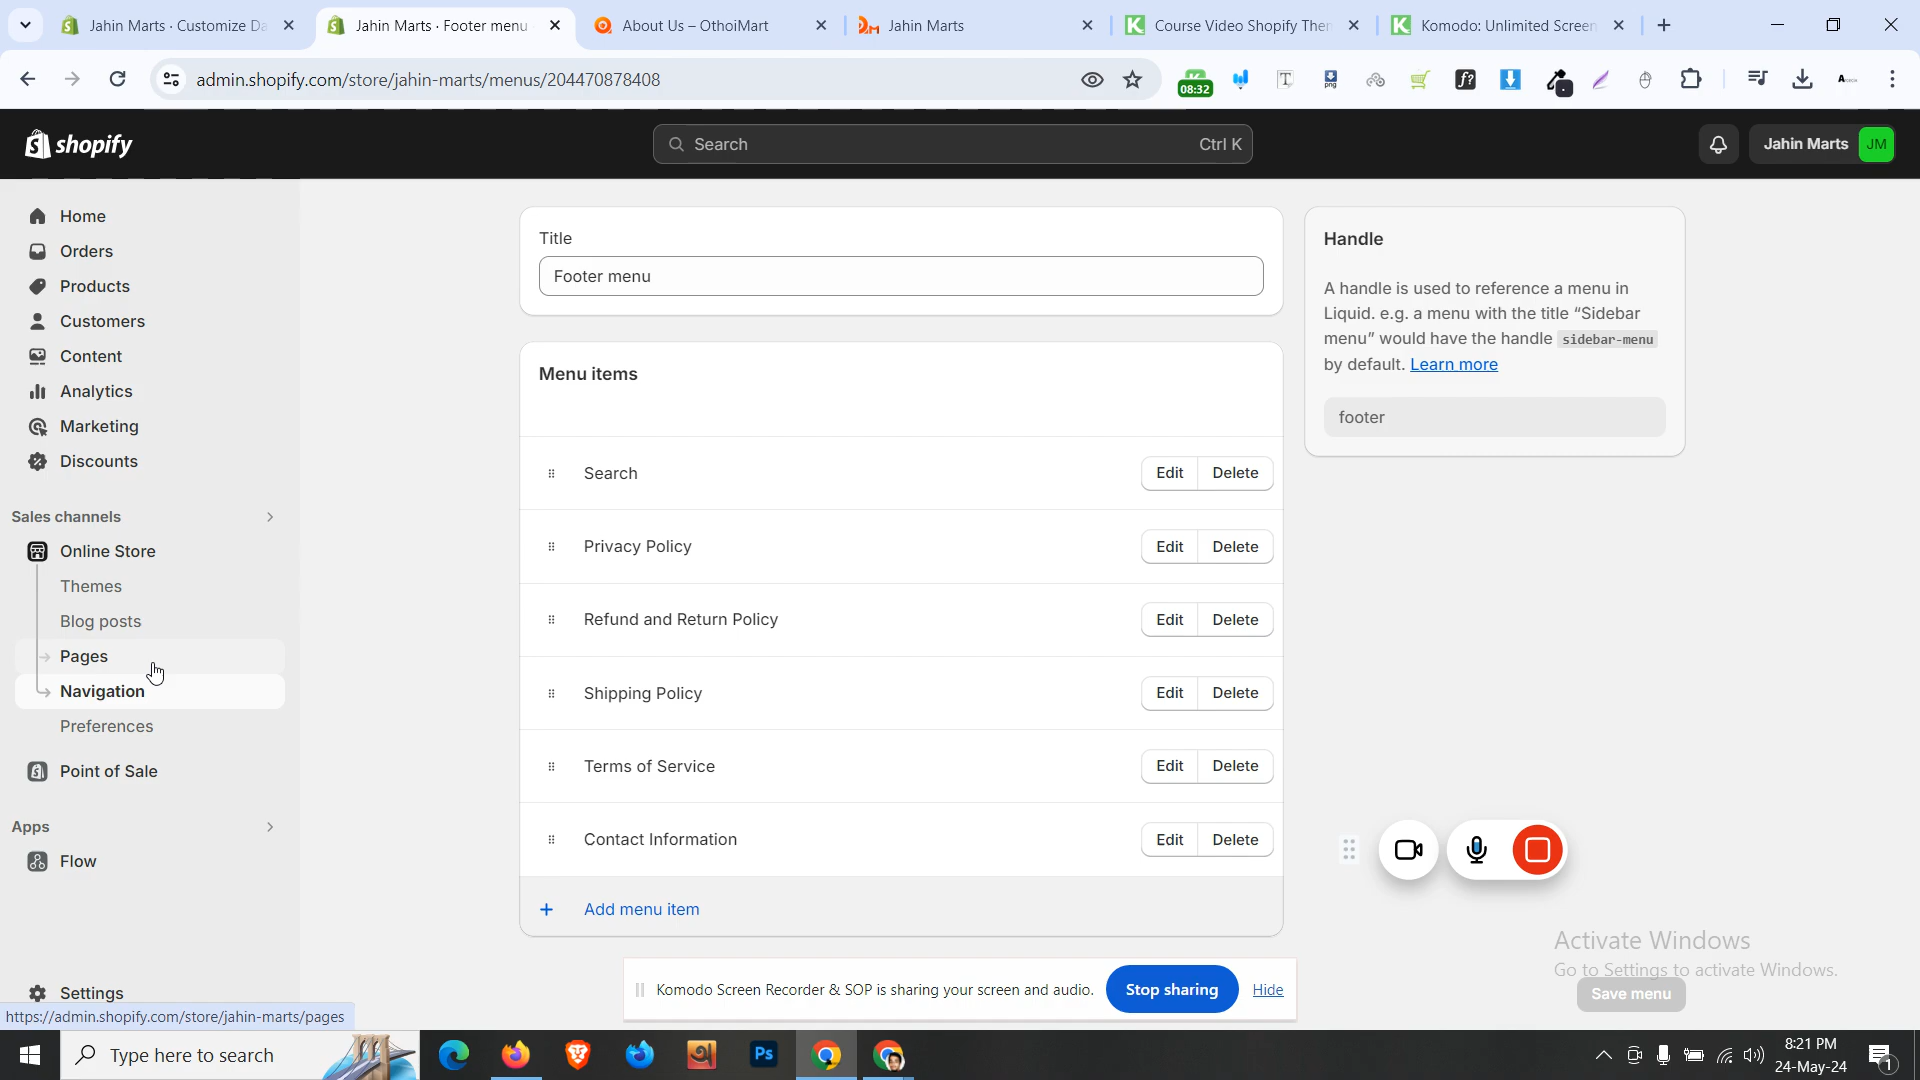 Jahin Marts · Customize Da
Jahin Marts · Footer menu
About Us – OthoiMart
Jahin Marts
Course Video Shopify Then
Komodo: Unlimited Screen
admin.shopify.com/store/jahin-marts/menus/204470878408
08:32
shopify
Search
Ctrl K
Jahin Marts
JM
Home
Orders
Products
Customers
Content
Analytics
Marketing
Discounts
Sales channels
Online Store
Themes
Blog posts
Pages
Navigation
Preferences
Point of Sale
Apps
Flow
Settings
https://admin.shopify.com/store/jahin-marts/pages
Title
Footer menu
Menu items
Search
Edit
Delete
Privacy Policy
Edit
Delete
Refund and Return Policy
Edit
Delete
Shipping Policy
Edit
Delete
Terms of Service
Edit
Delete
Contact Information
Edit
Delete
+ Add menu item
Handle
A handle is used to reference a menu in
Liquid. e.g. a menu with the title “Sidebar
menu” would have the handle sidebar-menu
by default. Learn more
footer
Activate Windows
Go to Settings to activate Windows.
Save menu
Komodo Screen Recorder & SOP is sharing your screen and audio.
Stop sharing
Hide
Type here to search
Ps
8:21 PM
24-May-24
1